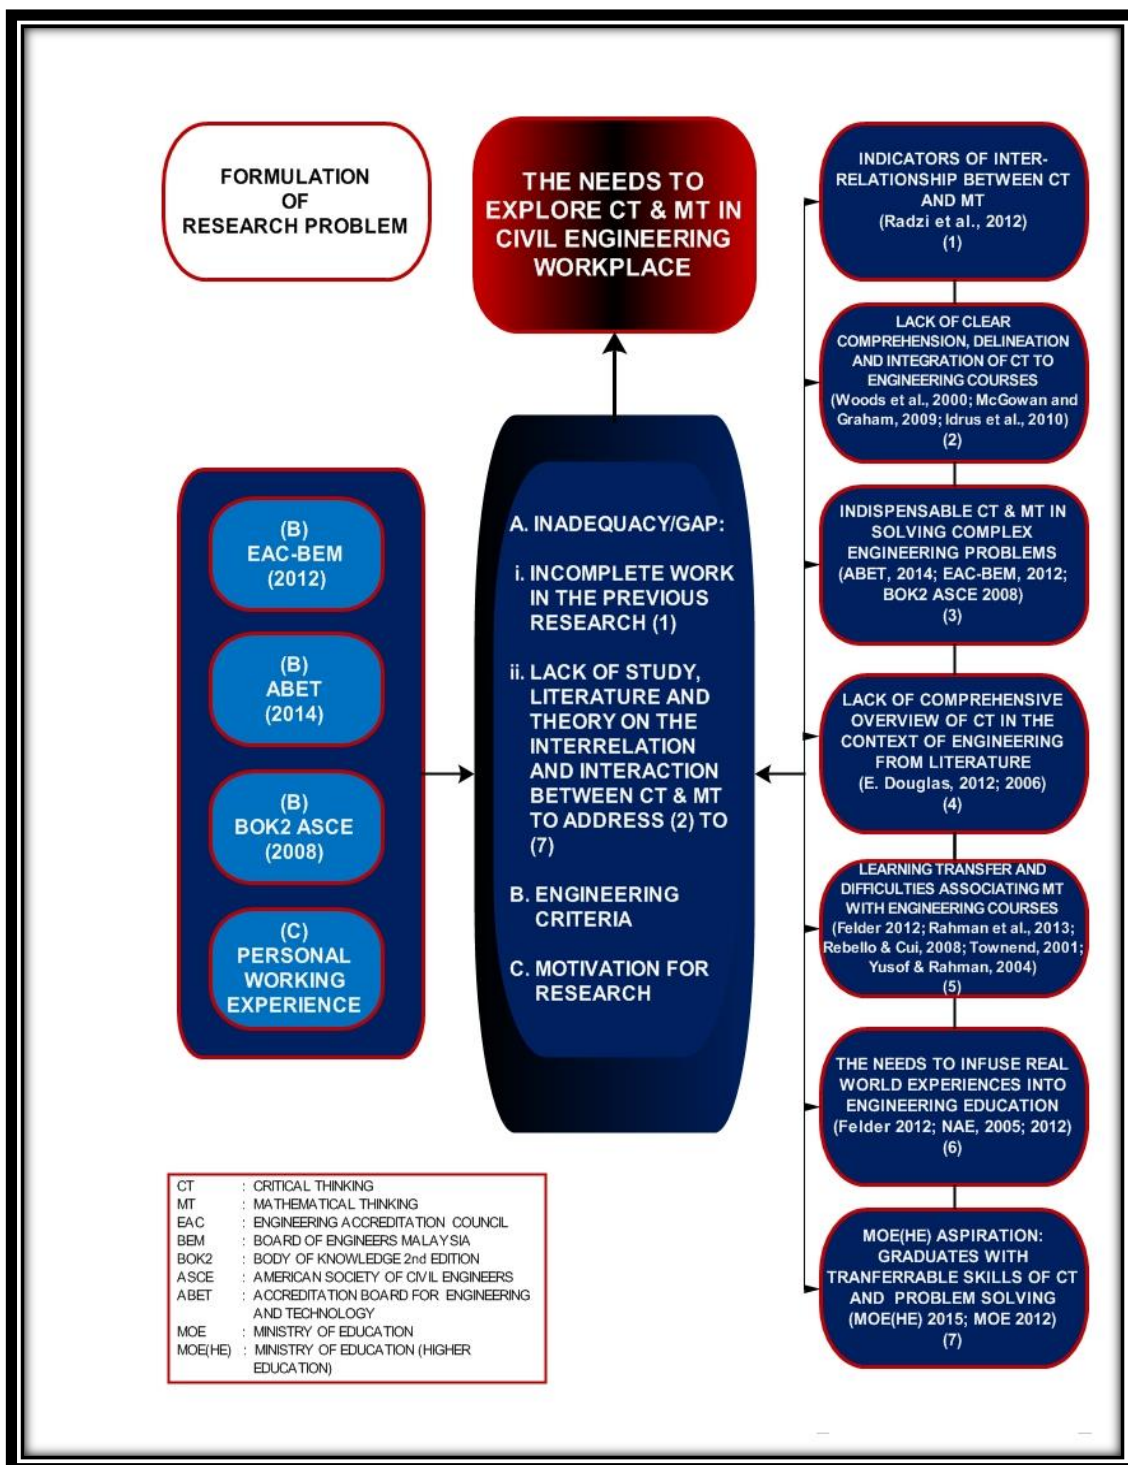 FORMULATION
OF
RESEARCH PROBLEM
THE NEEDS TO
EXPLORE CT & MT IN
CIVIL ENGINEERING
WORKPLACE
(B)
EAC-BEM
(2012)
(B)
ABET
(2014)
(B)
BOK2 ASCE
(2008)
(C)
PERSONAL
WORKING
EXPERIENCE
A. INADEQUACY/GAP:
i. INCOMPLETE WORK
IN THE PREVIOUS
RESEARCH (1)
ii. LACK OF STUDY,
LITERATURE AND
THEORY ON THE
INTERRELATION
AND INTERACTION
BETWEEN CT & MT
TO ADDRESS (2) TO
(7)
B. ENGINEERING
CRITERIA
C. MOTIVATION FOR
RESEARCH
INDICATORS OF INTER-
RELATIONSHIP BETWEEN CT
AND MT
(Radzi et al., 2012)
(1)
LACK OF CLEAR
COMPREHENSION, DELINEATION
AND INTEGRATION OF CT TO
ENGINEERING COURSES
(Woods et al., 2000; McGowan and
Graham, 2009; Idrus et al., 2010)
(2)
INDISPENSABLE CT & MT IN
SOLVING COMPLEX
ENGINEERING PROBLEMS
(ABET, 2014; EAC-BEM, 2012;
BOK2 ASCE 2008)
(3)
LACK OF COMPREHENSIVE
OVERVIEW OF CT IN THE
CONTEXT OF ENGINEERING
FROM LITERATURE
(E. Douglas, 2012; 2006)
(4)
LEARNING TRANSFER AND
DIFFICULTIES ASSOCIATING MT
WITH ENGINEERING COURSES
(Felder 2012; Rahman et al., 2013;
Rebello & Cui, 2008; Townend, 2001;
Yusof & Rahman, 2004)
(5)
THE NEEDS TO INFUSE REAL
WORLD EXPERIENCES INTO
ENGINEERING EDUCATION
(Felder 2012; NAE, 2005; 2012)
(6)
MOE(HE) ASPIRATION:
GRADUATES WITH
TRANFERRABLE SKILLS OF CT
AND PROBLEM SOLVING
(MOE(HE) 2015; MOE 2012)
(7)
CT : CRITICAL THINKING
MT : MATHEMATICAL THINKING
EAC : ENGINEERING ACCREDITATION COUNCIL
BEM : BOARD OF ENGINEERS MALAYSIA
BOK2 : BODY OF KNOWLEDGE 2nd EDITION
ASCE : AMERICAN SOCIETY OF CIVIL ENGINEERS
ABET : ACCREDITATION BOARD FOR ENGINEERING
AND TECHNOLOGY
MOE : MINISTRY OF EDUCATION
MOE(HE) : MINISTRY OF EDUCATION (HIGHER
EDUCATION)